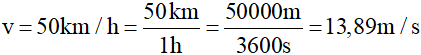 v = 50km / h = 50km/1h = 50000m/3600s = 13,89m / s